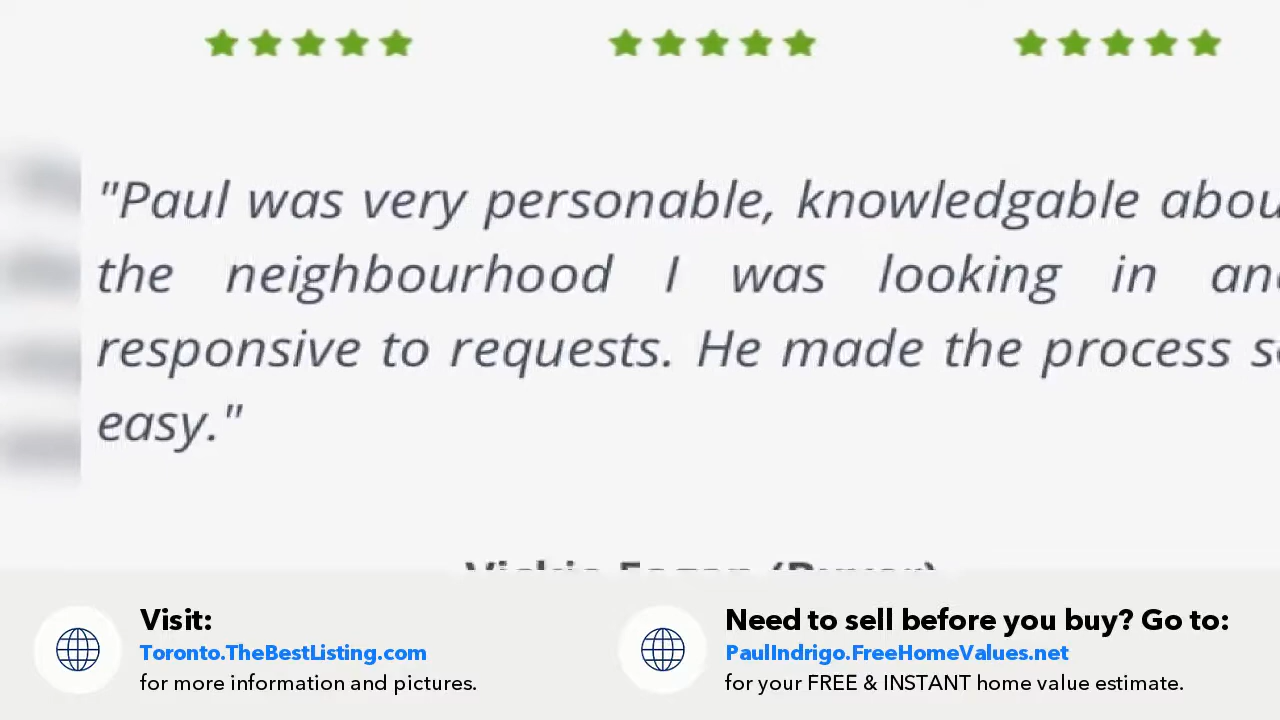 "Paul was very personable, knowledgable abou
the neighbourhood I was looking in an
responsive to requests. He made the process s
easy."
Visit:
Toronto.TheBestListing.com
for more information and pictures.
Need to sell before you buy? Go to:
PaulIndrigo.FreeHomeValues.net
for your FREE & INSTANT home value estimate.